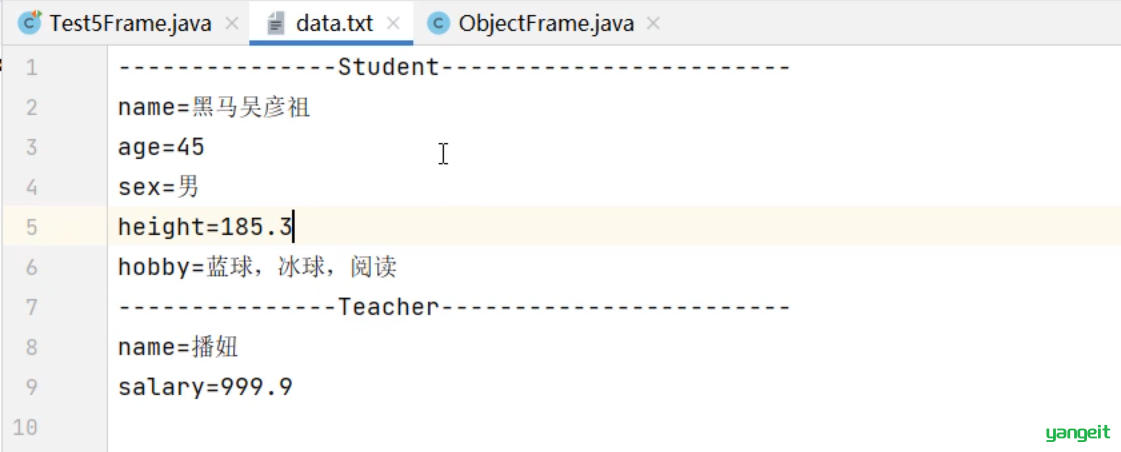 Test5Frame.java data.txt ObjectFrame.java
1 ---------------Student------------------------
2 name=黑马吴彦祖
3 age=45
4 sex=男
5 height=185.3
6 hobby=蓝球，冰球，阅读
7 ---------------Teacher------------------------
8 name=播妞
9 salary=999.9
10
yangeit